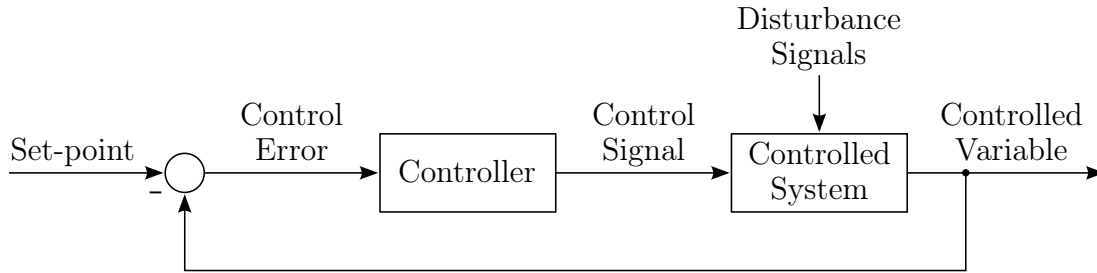 Disturbance
Signals
Set-point
Control
Error
Controller
Control
Signal
Controlled
System
Controlled
Variable
-